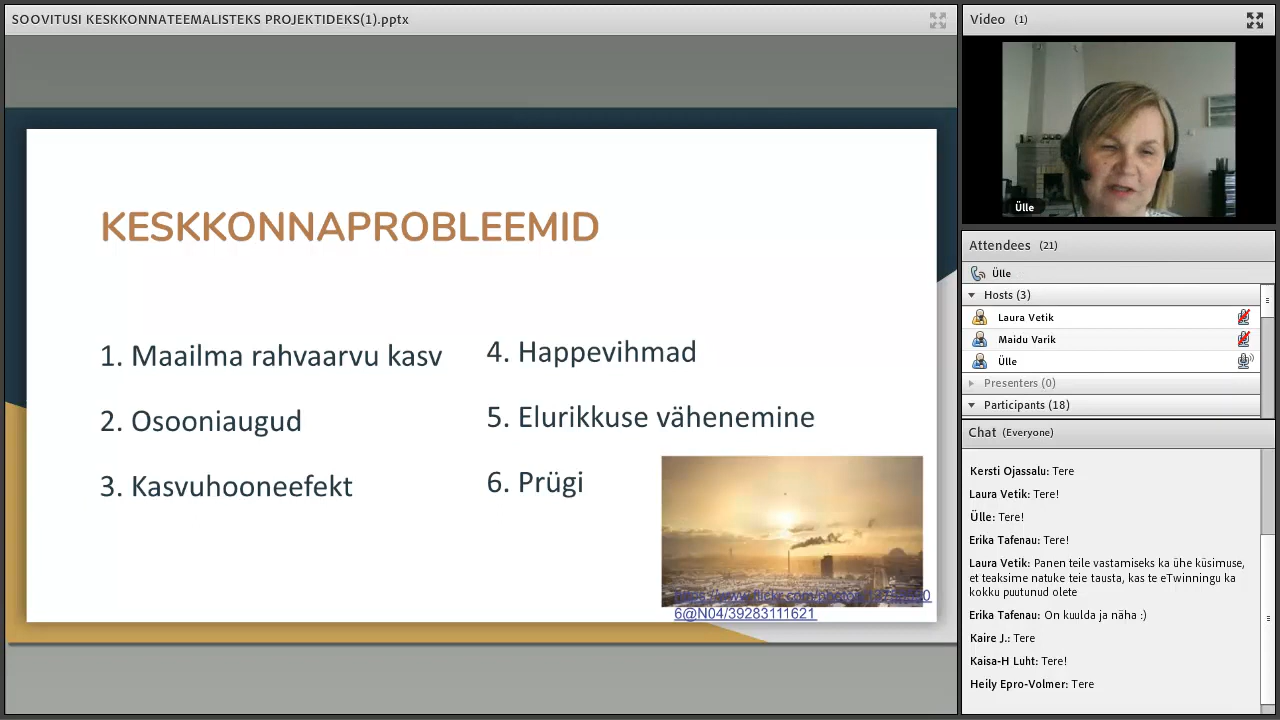 SOOVITUSI KESKKONNATEEMALISTEKS PROJEKTIDEKS(1).pptx
KESKKONNAPROBLEEMID
1. Maailma rahvaarvu kasv
2. Osooniaugud
3. Kasvuhooneefekt
4. Happevihmad
5. Elurikkuse vähenemine
6. Prügi
6@N04/39283111621
Video (1)
Ülle
Attendees (21)
Ülle
Hosts (3)
Laura Vetik
Maidu Varik
Ülle
Presenters (0)
Participants (18)
Chat (Everyone)
Kersti Ojassalu: Tere
Laura Vetik: Tere!
Ülle: Tere!
Erika Tafenau: Tere!
Laura Vetik: Panen teile vastamiseks ka ühe küsimuse,
et teaksime natuke teie tausta, kas te eTwinningu ka
kokku puutunud olete
Erika Tafenau: On kuulda ja näha :)
Kaire J.: Tere
Kaisa-H Luht: Tere!
Heily Epro-Volmer: Tere